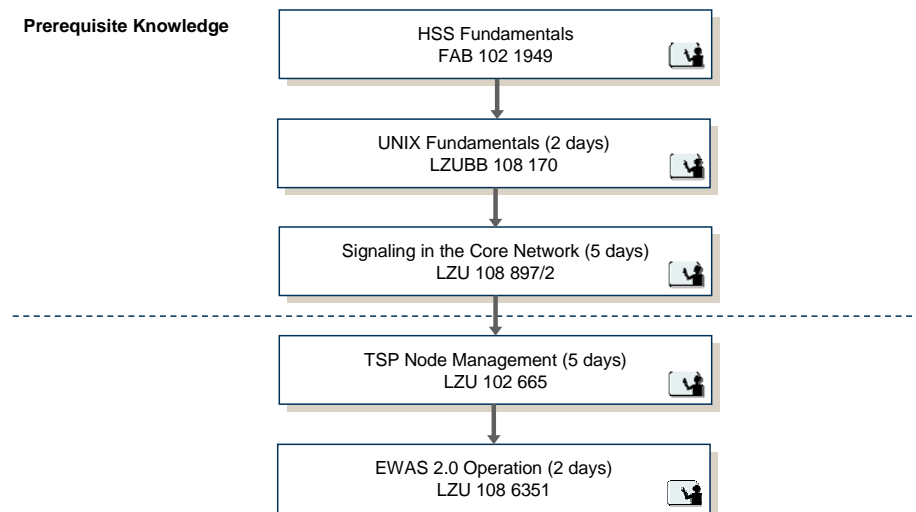 Prerequisite Knowledge
HSS Fundamentals
FAB 102 1949
UNIX Fundamentals (2 days)
LZUBB 108 170
Signaling in the Core Network (5 days)
LZU 108 897/2
TSP Node Management (5 days)
LZU 102 665
EWAS 2.0 Operation (2 days)
LZU 108 6351